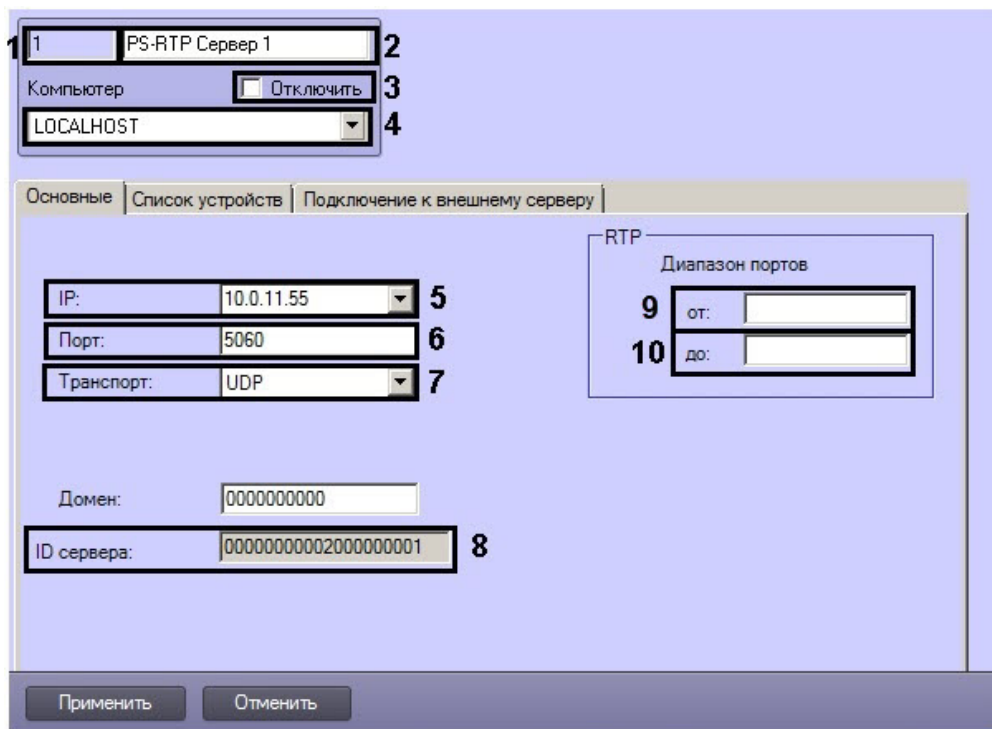 1 1 PS-RTP Сервер 1 2
Компьютер Отключить 3
LOCALHOST 4
Основные Список устройств Подключение к внешнему серверу
RTP
Диапазон портов
IP: 10.0.11.55 5 9 от:
Порт: 5060 6 10 до:
Транспорт: UDP 7
Домен: 0000000000
ID сервера: 00000000002000000001 8
Применить Отменить